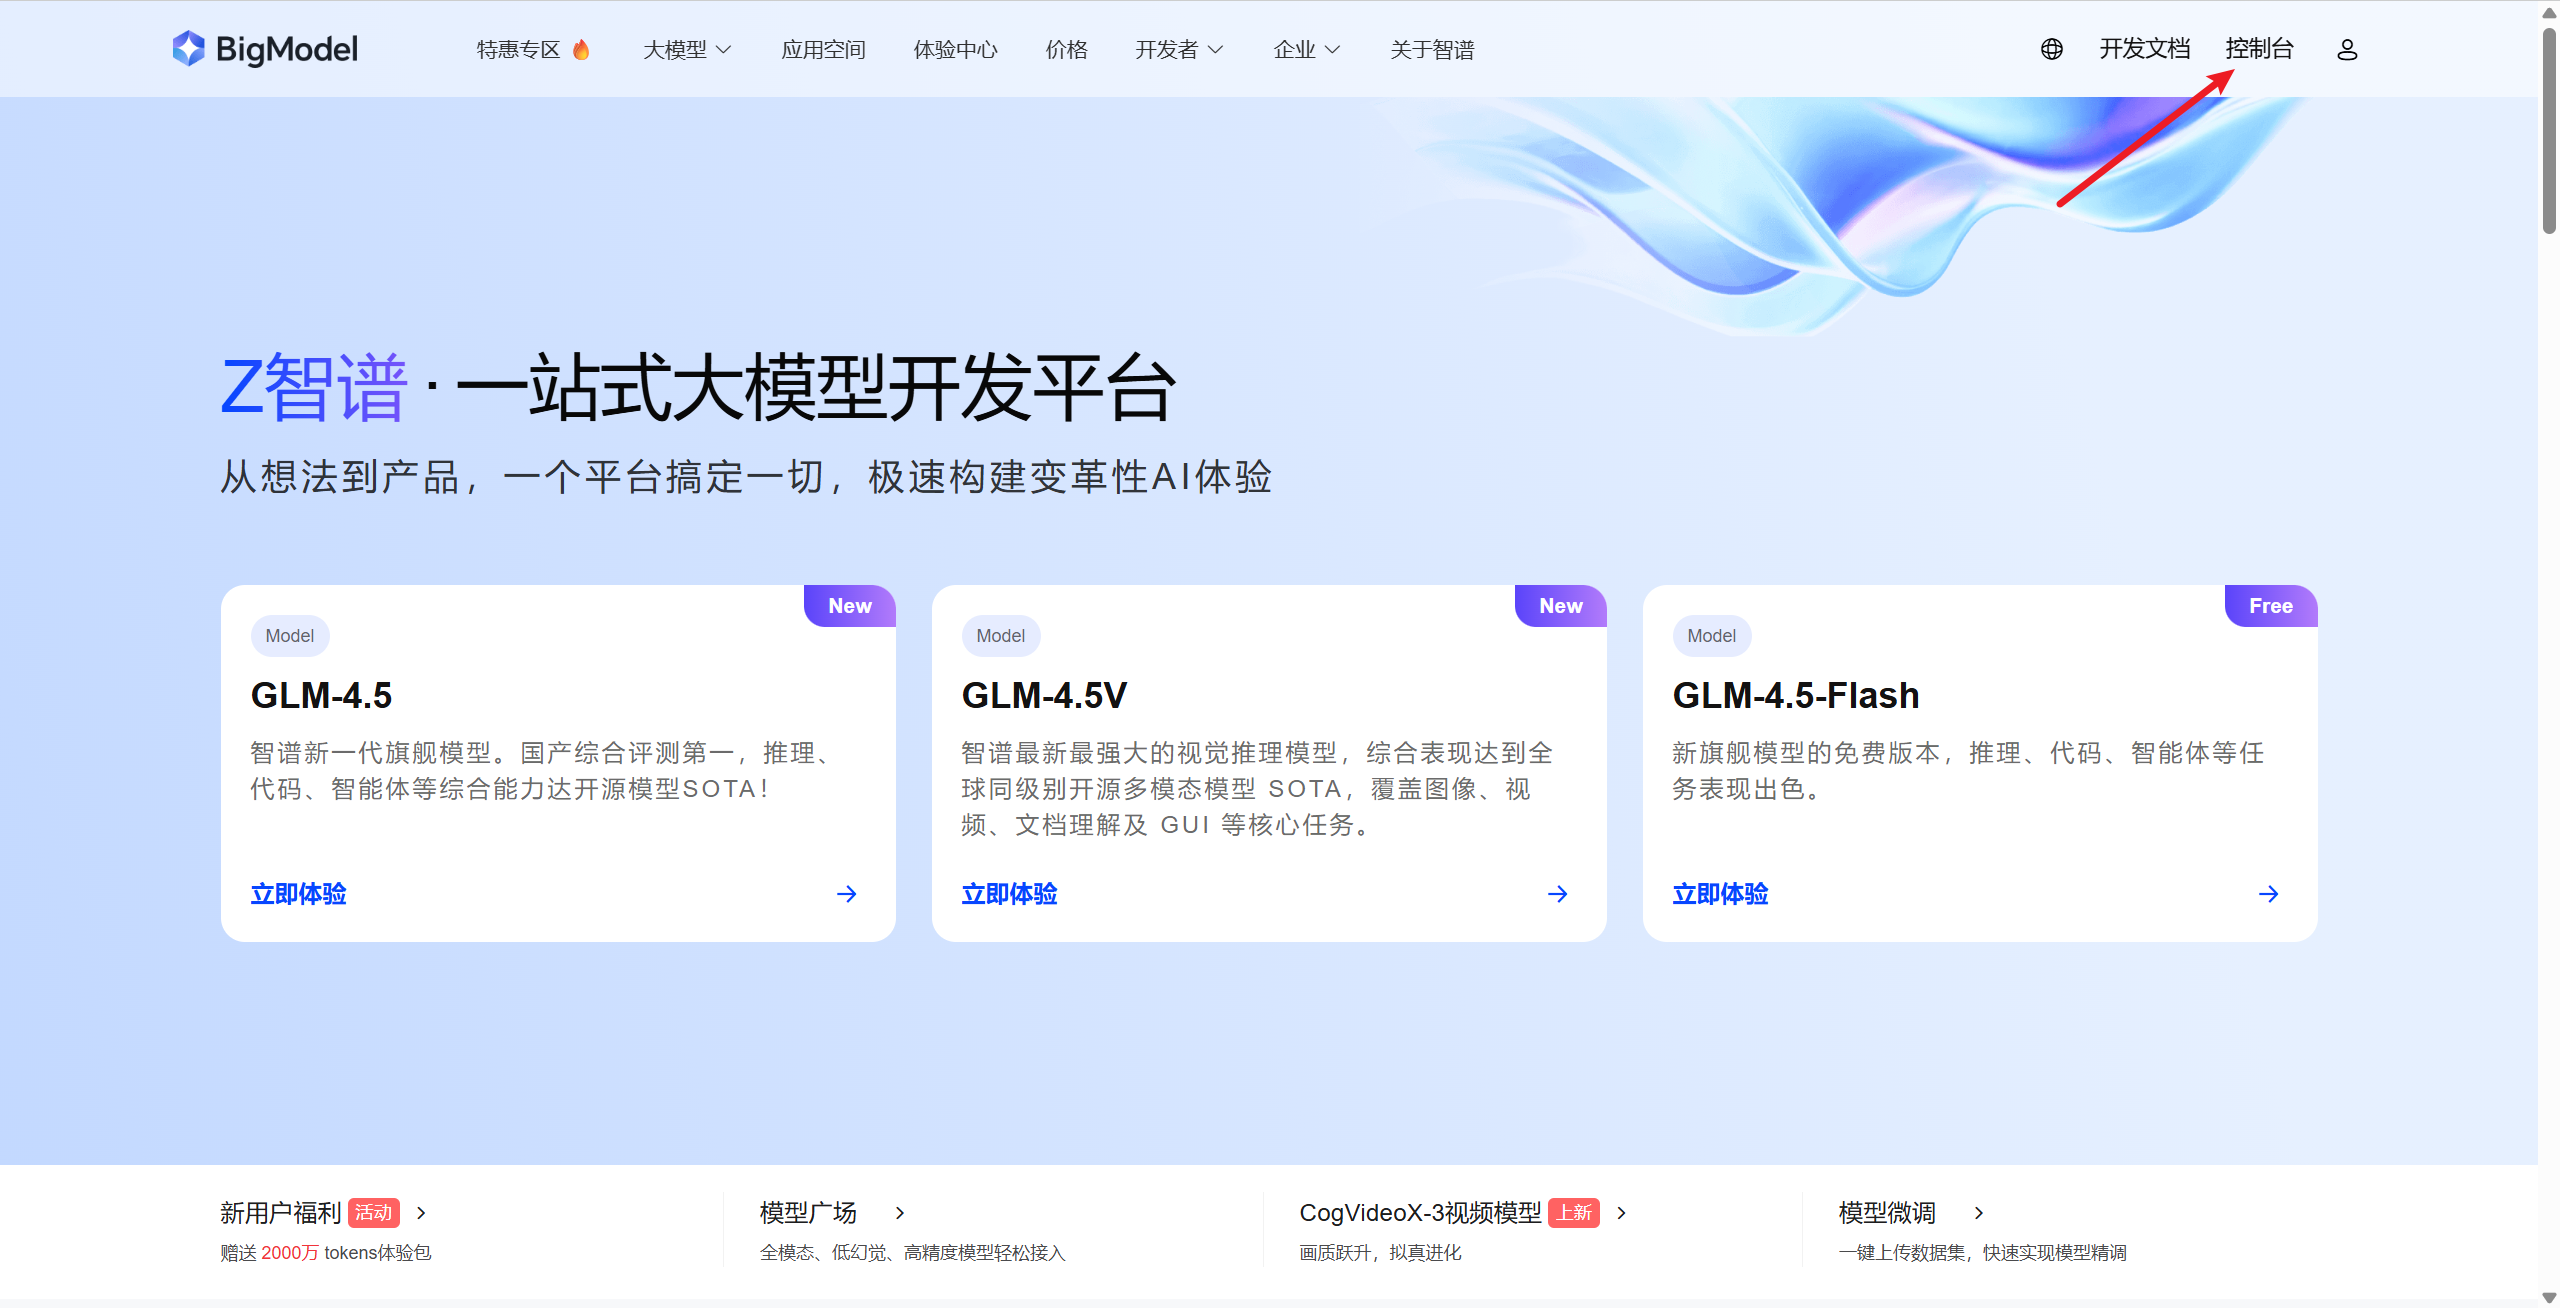 BigModel
特惠专区
大模型
应用空间
体验中心
价格
开发者
企业
关于智谱
开发文档
控制台
Z智谱 · 一站式大模型开发平台
从想法到产品，一个平台搞定一切，极速构建变革性AI体验
New
Model
GLM-4.5
智谱新一代旗舰模型。国产综合评测第一，推理、
代码、智能体等综合能力达开源模型SOTA！
立即体验
New
Model
GLM-4.5V
智谱最新最强大的视觉推理模型，综合表现达到全
球同级别开源多模态模型 SOTA，覆盖图像、视
频、文档理解及 GUI 等核心任务。
立即体验
Free
Model
GLM-4.5-Flash
新旗舰模型的免费版本，推理、代码、智能体等任
务表现出色。
立即体验
新用户福利 活动
赠送 2000万 tokens体验包
模型广场
全模态、低幻觉、高精度模型轻松接入
CogVideoX-3视频模型 上新
画质跃升，拟真进化
模型微调
一键上传数据集，快速实现模型精调